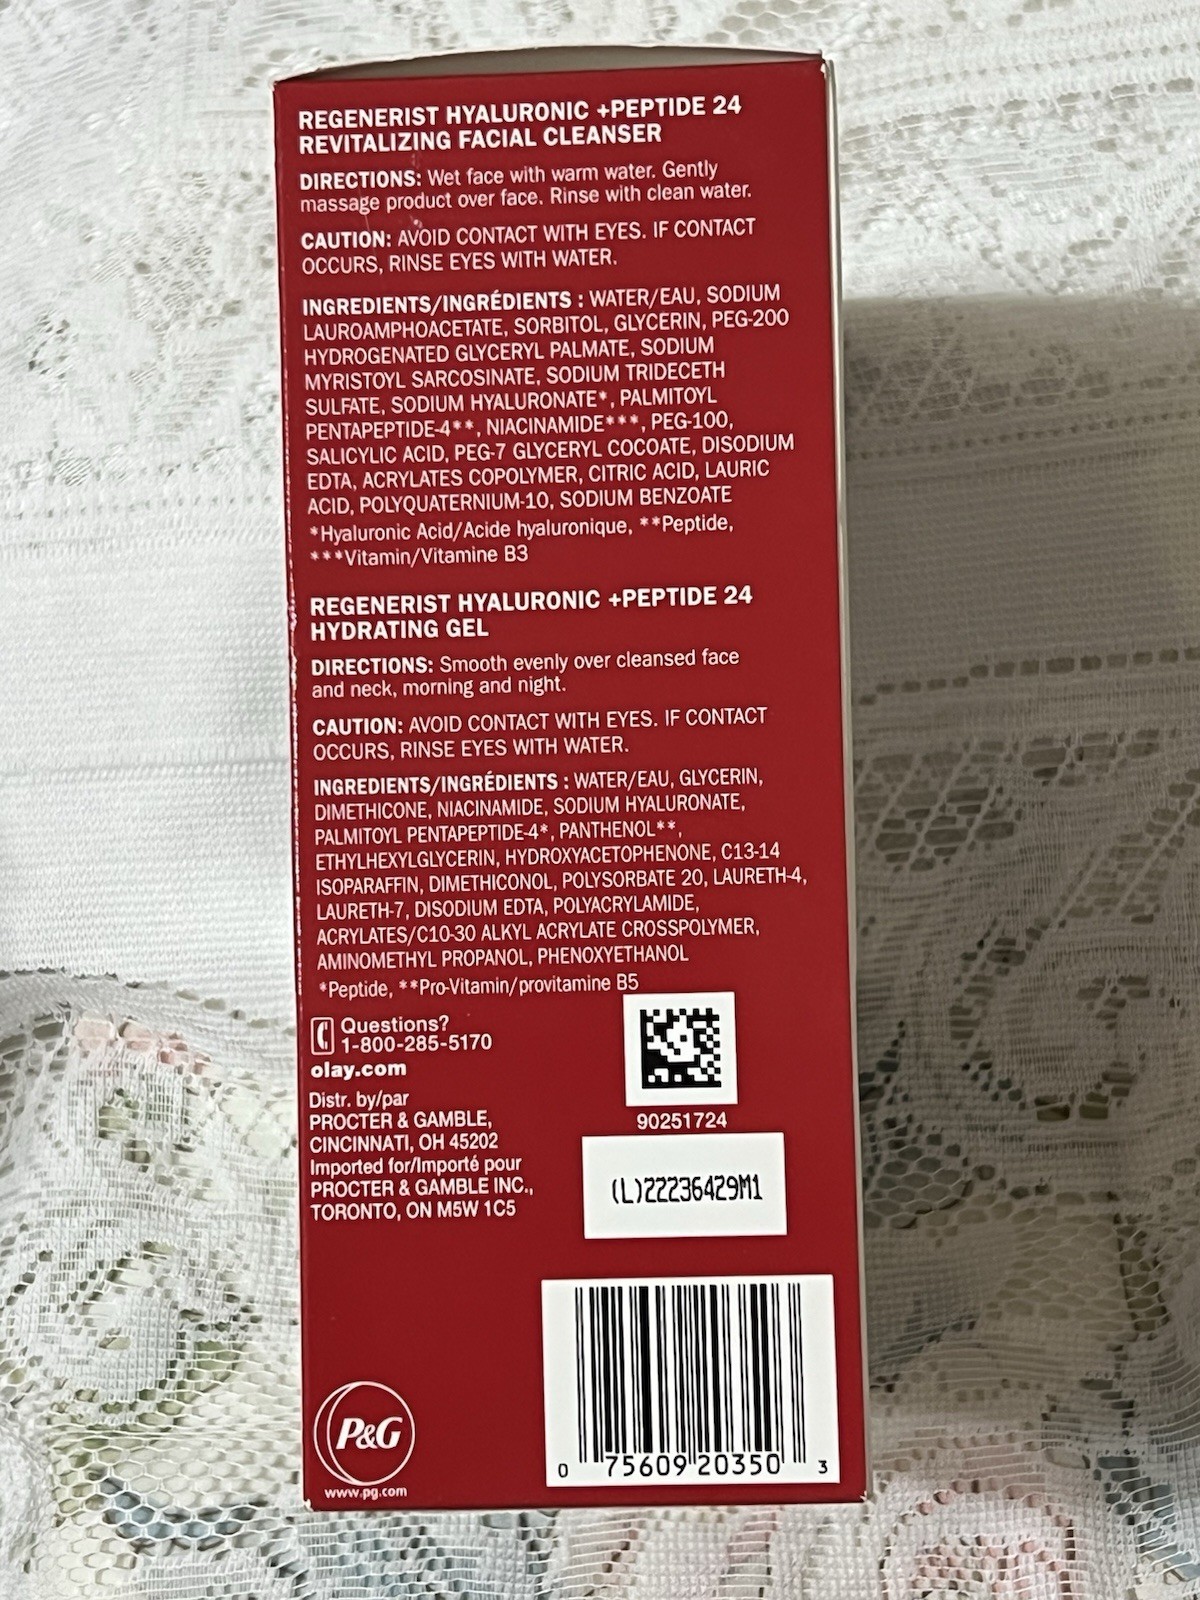 REGENERIST HYALURONIC +PEPTIDE 24
REVITALIZING FACIAL CLEANSER
DIRECTIONS: Wet face with warm water. Gently
massage product over face. Rinse with clean water.
CAUTION: AVOID CONTACT WITH EYES. IF CONTACT
OCCURS, RINSE EYES WITH WATER.
INGREDIENTS/INGRÉDIENTS : WATER/EAU, SODIUM
LAUROAMPHOACETATE, SORBITOL, GLYCERIN, PEG-200
HYDROGENATED GLYCERYL PALMATE, SODIUM
MYRISTOYL SARCOSINATE, SODIUM TRIDECETH
SULFATE, SODIUM HYALURONATE*, PALMITOYL
PENTAPEPTIDE-4**, NIACINAMIDE***, PEG-100,
SALICYLIC ACID, PEG-7 GLYCERYL COCOATE, DISODIUM
EDTA, ACRYLATES COPOLYMER, CITRIC ACID, LAURIC
ACID, POLYQUATERNIUM-10, SODIUM BENZOATE
*Hyaluronic Acid/Acide hyaluronique, **Peptide,
***Vitamin/Vitamine B3
REGENERIST HYALURONIC +PEPTIDE 24
HYDRATING GEL
DIRECTIONS: Smooth evenly over cleansed face
and neck, morning and night.
CAUTION: AVOID CONTACT WITH EYES. IF CONTACT
OCCURS, RINSE EYES WITH WATER.
INGREDIENTS/INGRÉDIENTS : WATER/EAU, GLYCERIN,
DIMETHICONE, NIACINAMIDE, SODIUM HYALURONATE,
PALMITOYL PENTAPEPTIDE-4*, PANTHENOL**,
ETHYLHEXYLGLYCERIN, HYDROXYACETOPHENONE, C13-14
ISOPARAFFIN, DIMETHICONOL, POLYSORBATE 20, LAURETH-4,
LAURETH-7, DISODIUM EDTA, POLYACRYLAMIDE,
ACRYLATES/C10-30 ALKYL ACRYLATE CROSSPOLYMER,
AMINOMETHYL PROPANOL, PHENOXYETHANOL
*Peptide, **Pro-Vitamin/provitamine B5
Questions?
1-800-285-5170
olay.com
Distr. by/par
PROCTER & GAMBLE,
CINCINNATI, OH 45202
Imported for/Importé pour
PROCTER & GAMBLE INC.,
TORONTO, ON M5W 1C5
90251724
(L)22236429M1
P&G
www.pg.com
0 75609 20350 3